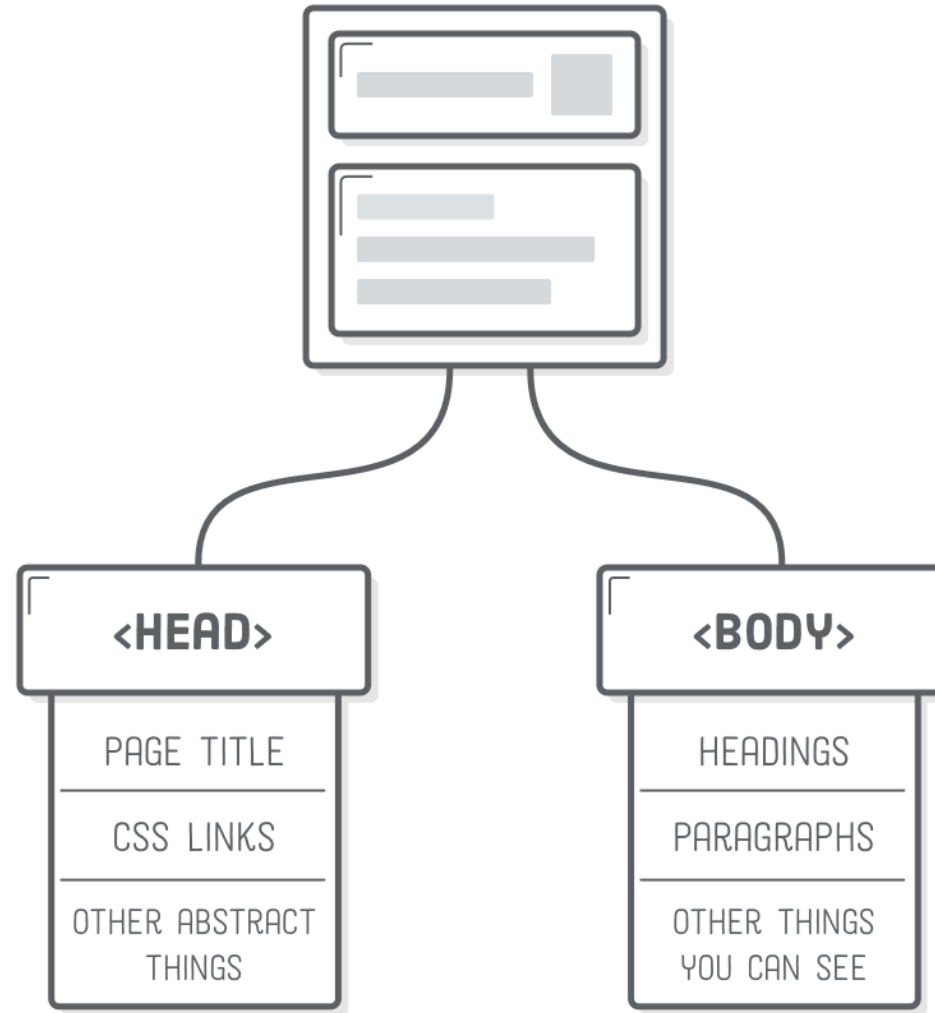 <HEAD>
PAGE TITLE
CSS LINKS
OTHER ABSTRACT
THINGS
<BODY>
HEADINGS
PARAGRAPHS
OTHER THINGS
YOU CAN SEE